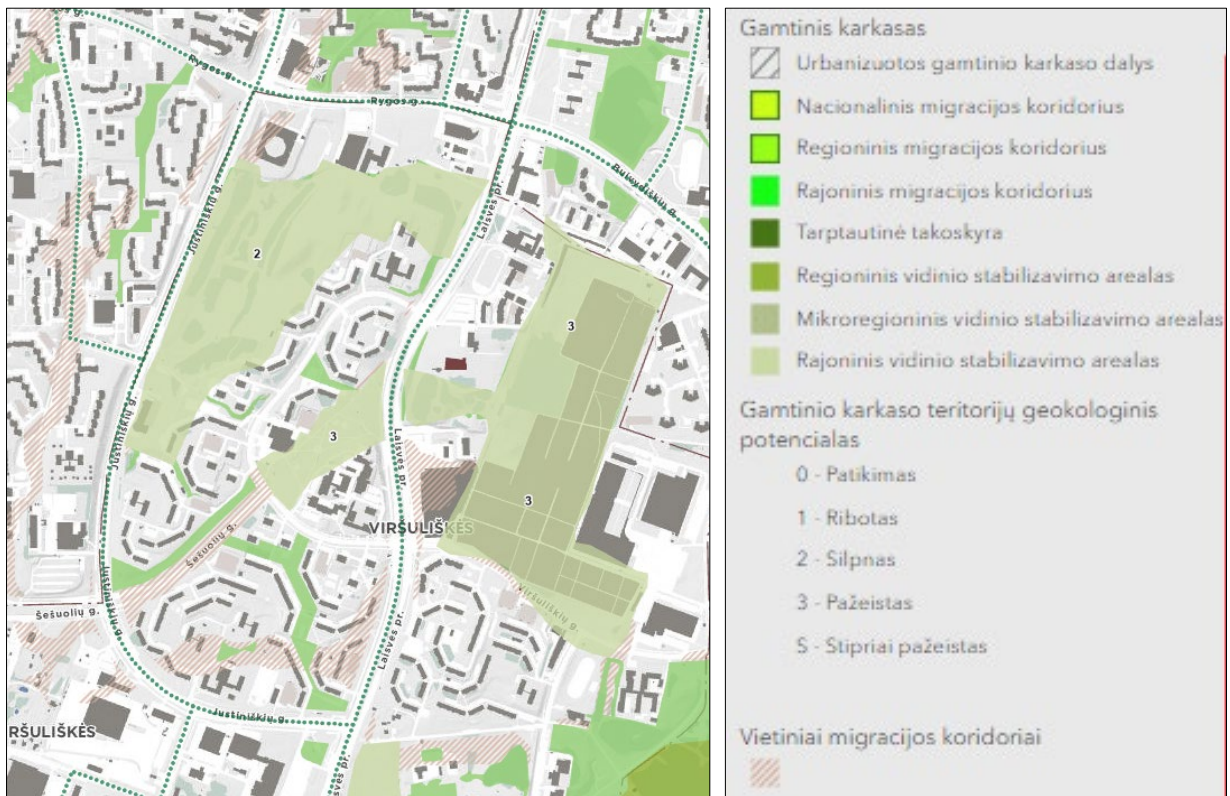 Rygos g.
Rygos g.
Justiniškių g.
Laisvės pr.
2
3
Justiniškių g.
3
Laisvės pr.
3
VIRŠULIŠKĖS
Šešuolių g.
Viršuliškių g.
Šešuolių g.
Justiniškių g.
Laisvės pr.
Justiniškių g.
RŠULIŠKĖS
Gamtinis karkasas
Urbanizuotos gamtinio karkaso dalys
Nacionalinis migracijos koridorius
Regioninis migracijos koridorius
Rajoninis migracijos koridorius
Tarptautinė takoskyra
Regioninis vidinio stabilizavimo arealas
Mikroregioninis vidinio stabilizavimo arealas
Rajoninis vidinio stabilizavimo arealas
Gamtinio karkaso teritorijų geokologinis
potencialas
0 - Patikimas
1 - Ribotas
2 - Silpnas
3 - Pažeistas
S - Stipriai pažeistas
Vietiniai migracijos koridoriai